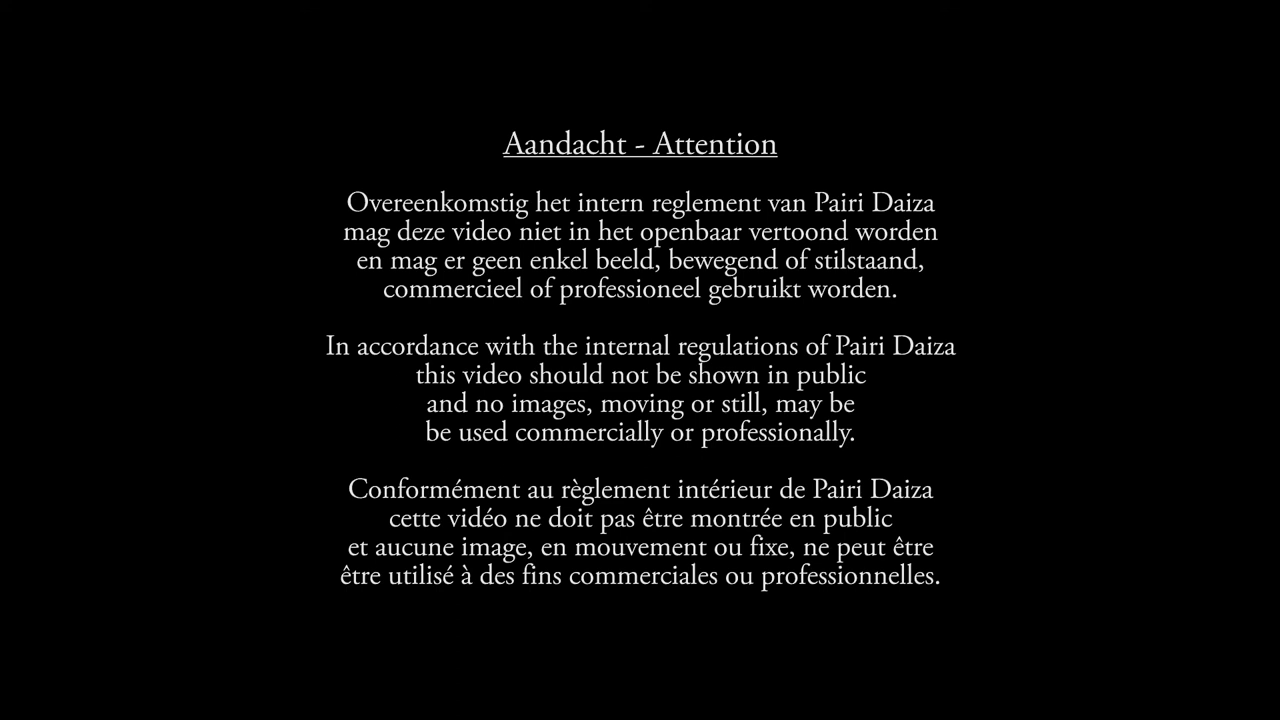 Aandacht - Attention
Overeenkomstig het intern reglement van Pairi Daiza
mag deze video niet in het openbaar vertoond worden
en mag er geen enkel beeld, bewegend of stilstaand,
commercieel of professioneel gebruikt worden.
In accordance with the internal regulations of Pairi Daiza
this video should not be shown in public
and no images, moving or still, may be
be used commercially or professionally.
Conformément au règlement intérieur de Pairi Daiza
cette vidéo ne doit pas être montrée en public
et aucune image, en mouvement ou fixe, ne peut être
être utilisé à des fins commerciales ou professionnelles.